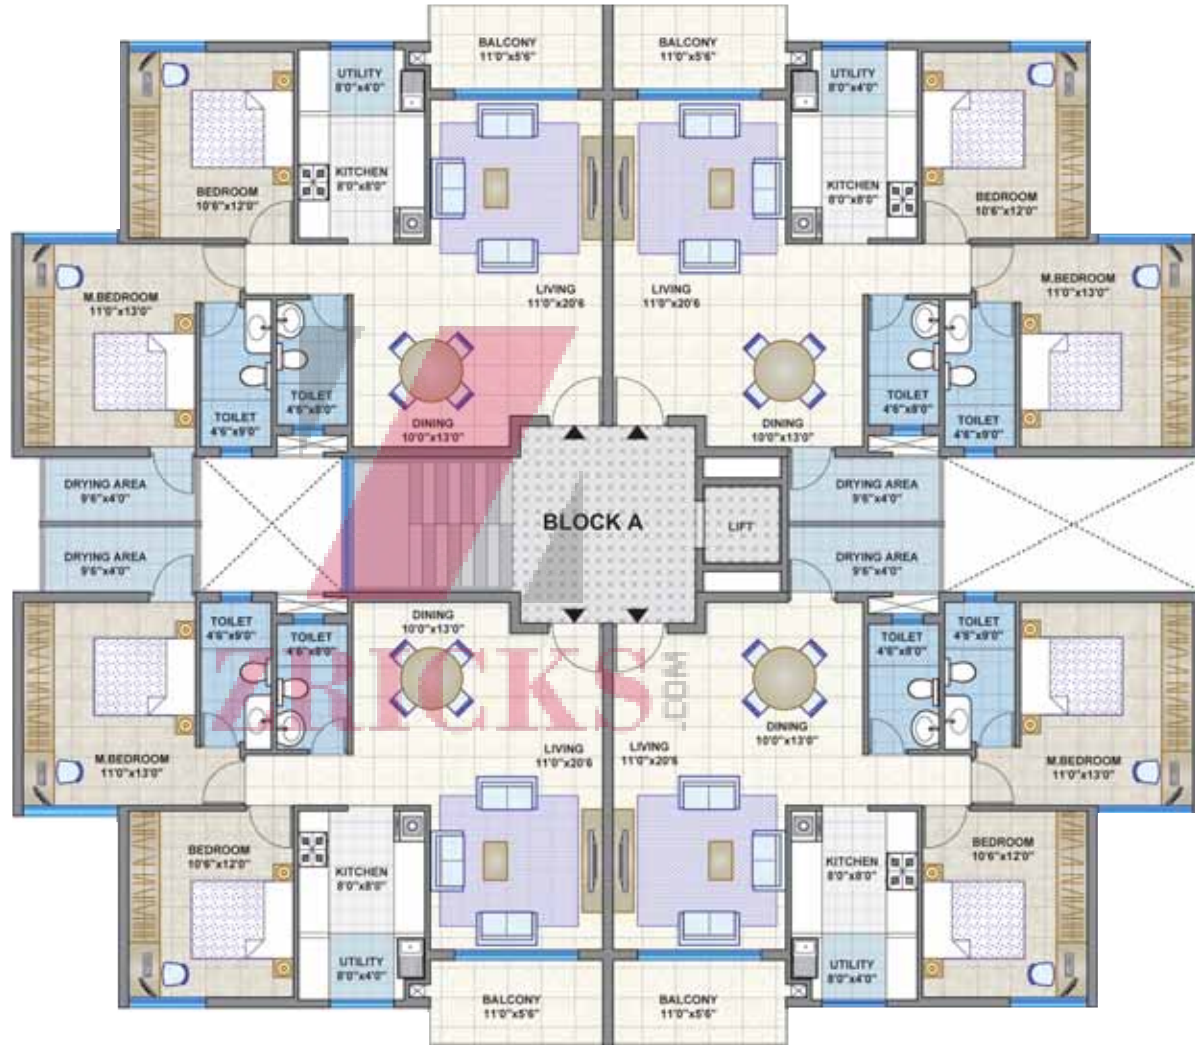 BALCONY
11'0"x5'6"
BALCONY
11'0"x5'6"
UTILITY
8'0"x4'0"
UTILITY
8'0"x4'0"
BEDROOM
10'6"x12'0"
KITCHEN
8'0"x8'0"
KITCHEN
8'0"x8'0"
BEDROOM
10'6"x12'0"
M.BEDROOM
11'0"x13'0"
LIVING
11'0"x20'6
LIVING
11'0"x20'6
M.BEDROOM
11'0"x13'0"
TOILET
4'6"x9'0"
TOILET
4'6"x8'0"
DINING
10'0"x13'0"
DINING
10'0"x13'0"
TOILET
4'6"x8'0"
TOILET
4'6"x9'0"
DRYING AREA
9'6"x4'0"
DRYING AREA
9'6"x4'0"
BLOCK A
LIFT
DRYING AREA
9'6"x4'0"
DRYING AREA
9'6"x4'0"
TOILET
4'6"x9'0"
TOILET
4'6"x8'0"
DINING
10'0"x13'0"
TOILET
4'6"x8'0"
TOILET
4'6"x9'0"
ZRICKS
.COM
DINING
10'0"x13'0"
M.BEDROOM
11'0"x13'0"
LIVING
11'0"x20'6
LIVING
11'0"x20'6
M.BEDROOM
11'0"x13'0"
BEDROOM
10'6"x12'0"
KITCHEN
8'0"x8'0"
KITCHEN
8'0"x8'0"
BEDROOM
10'6"x12'0"
UTILITY
8'0"x4'0"
UTILITY
8'0"x4'0"
BALCONY
11'0"x5'6"
BALCONY
11'0"x5'6"